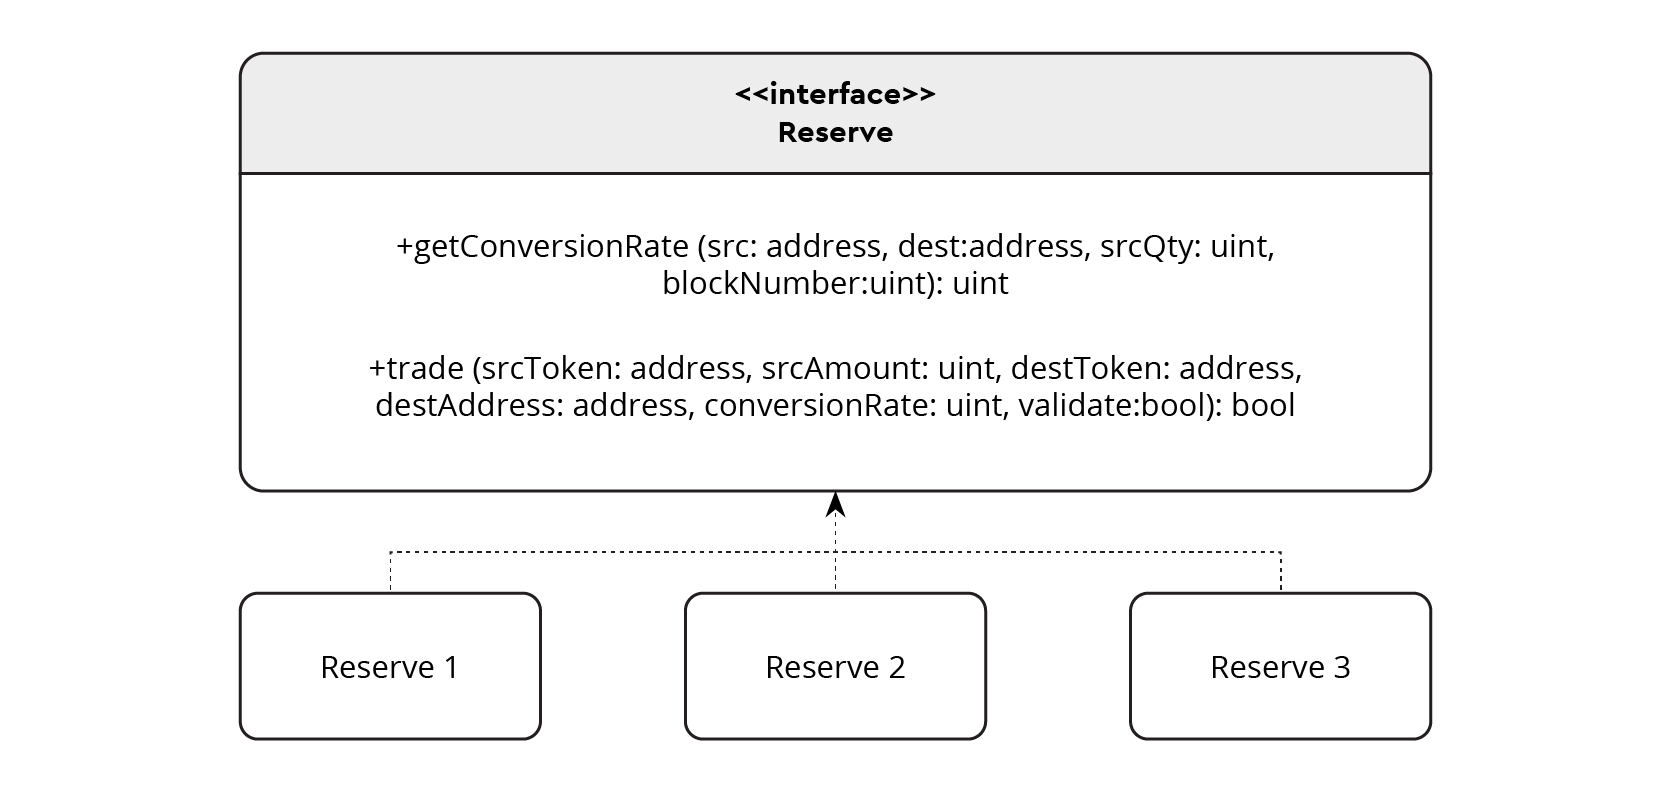 <<interface>>
Reserve
+getConversionRate (src: address, dest:address, srcQty: uint,
blockNumber:uint): uint
+trade (srcToken: address, srcAmount: uint, destToken: address,
destAddress: address, conversionRate: uint, validate:bool): bool
Reserve 1
Reserve 2
Reserve 3